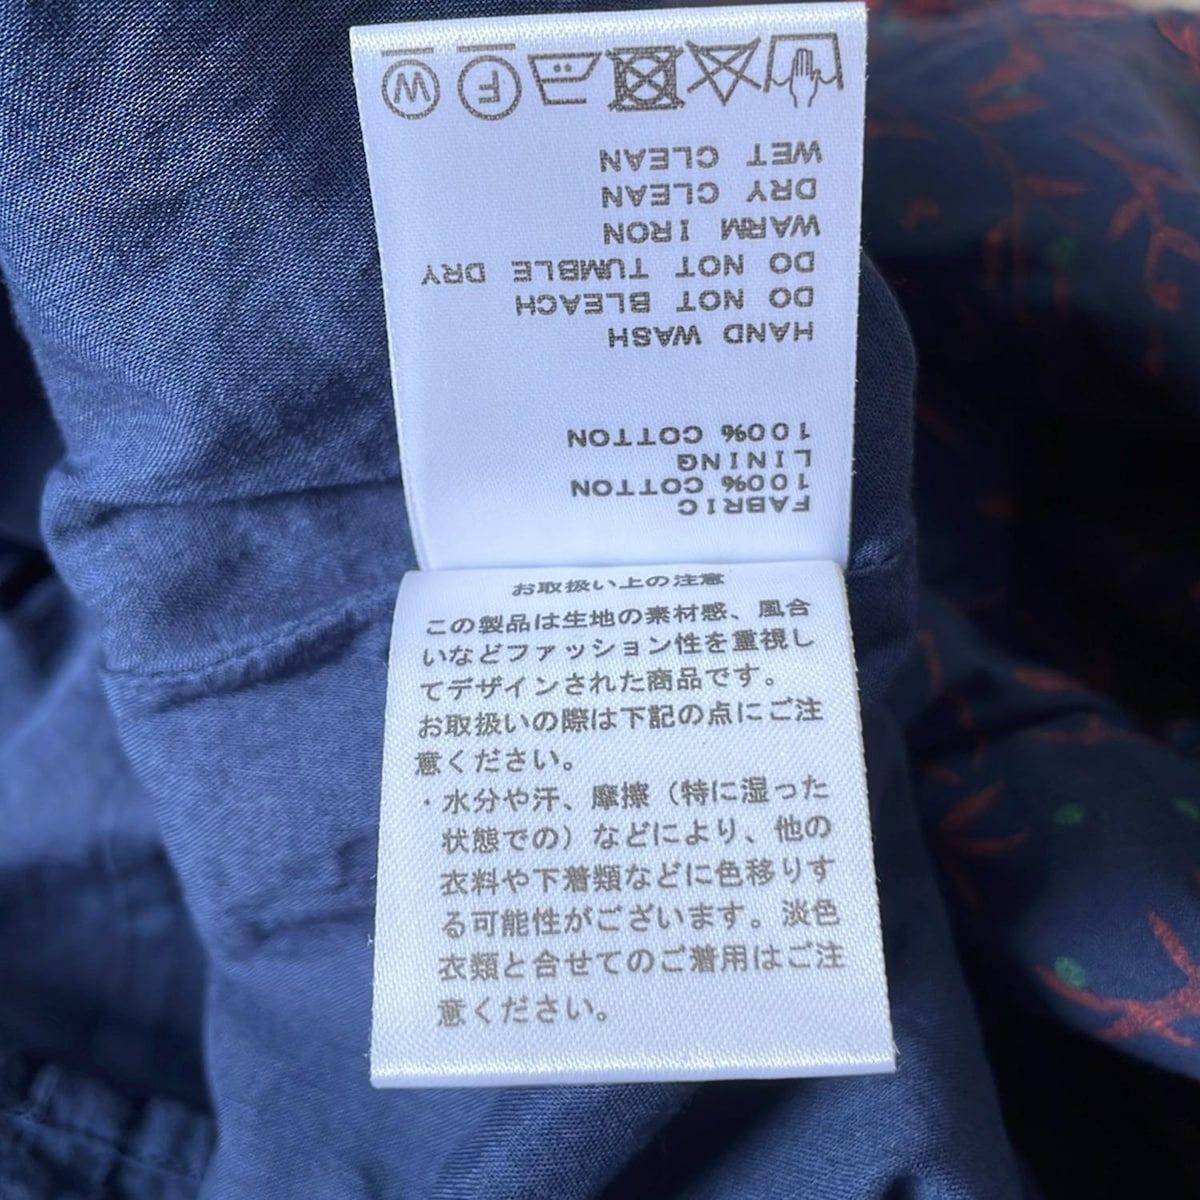 FABRIC
100% COTTON
LINING
100% COTTON
HAND WASH
DO NOT BLEACH
DO NOT TUMBLE DRY
WARM IRON
DRY CLEAN
WET CLEAN
F
W
お取扱い上の注意
この製品は生地の素材感、風合
いなどファッション性を重視し
てデザインされた商品です。
お取扱いの際は下記の点にご注
意ください。
・水分や汗、摩擦（特に湿った
状態での）などにより、他の
衣料や下着類などに色移りす
る可能性がございます。淡色
衣類と合せてのご着用はご注
意ください。